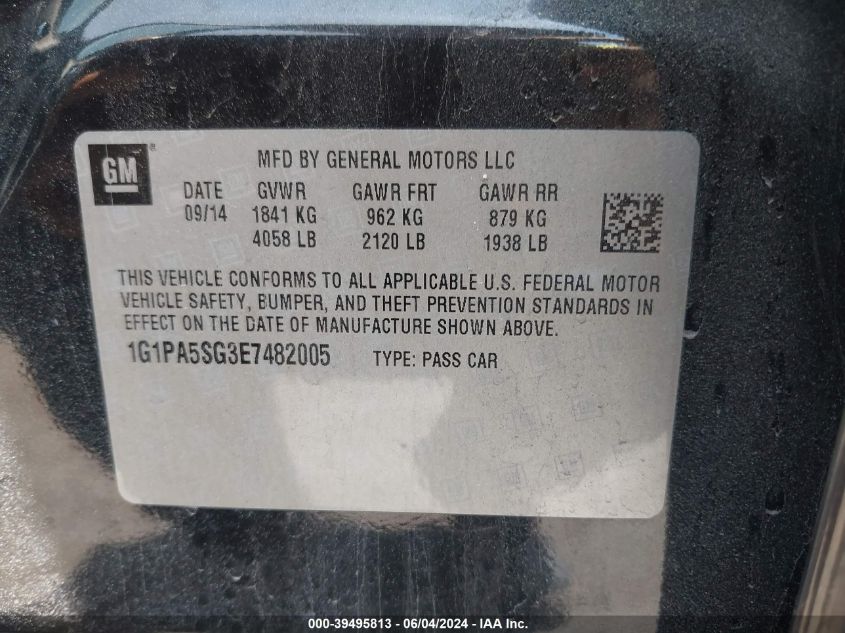 GM®
MFD BY GENERAL MOTORS LLC
DATE GVWR GAWR FRT GAWR RR
09/14 1841 KG 962 KG 879 KG
4058 LB 2120 LB 1938 LB
THIS VEHICLE CONFORMS TO ALL APPLICABLE U.S. FEDERAL MOTOR
VEHICLE SAFETY, BUMPER, AND THEFT PREVENTION STANDARDS IN
EFFECT ON THE DATE OF MANUFACTURE SHOWN ABOVE.
1G1PA5SG3E7482005 TYPE: PASS CAR
000-39495813 - 06/04/2024 - IAA Inc.